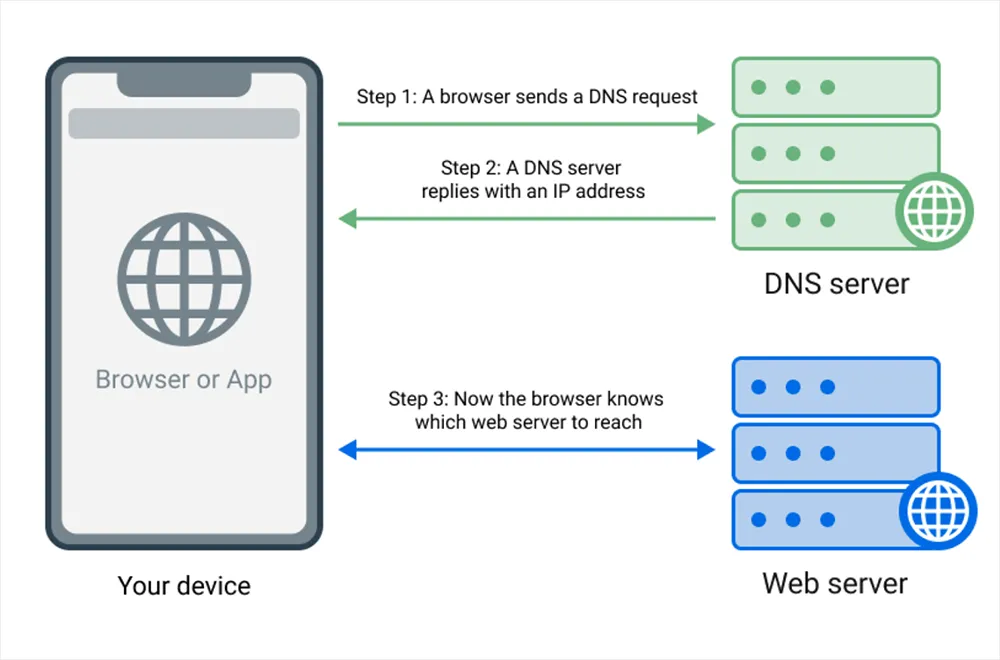 Step 1: A browser sends a DNS request
Step 2: A DNS server
replies with an IP address
DNS server
Browser or App
Step 3: Now the browser knows
which web server to reach
Your device
Web server